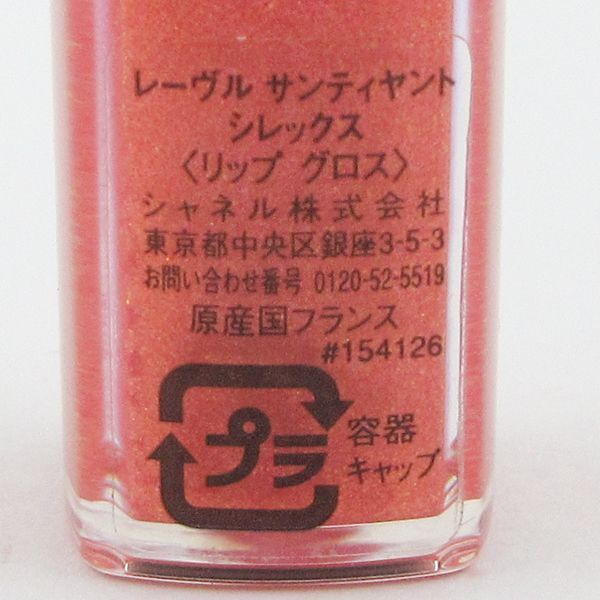 レーヴル サンティヤント
シレックス
〈リップ グロス〉
シャネル株式会社
東京都中央区銀座3-5-3
お問い合わせ番号 0120-52-5519
原産国フランス
#154126
プラ
容器
キャップ